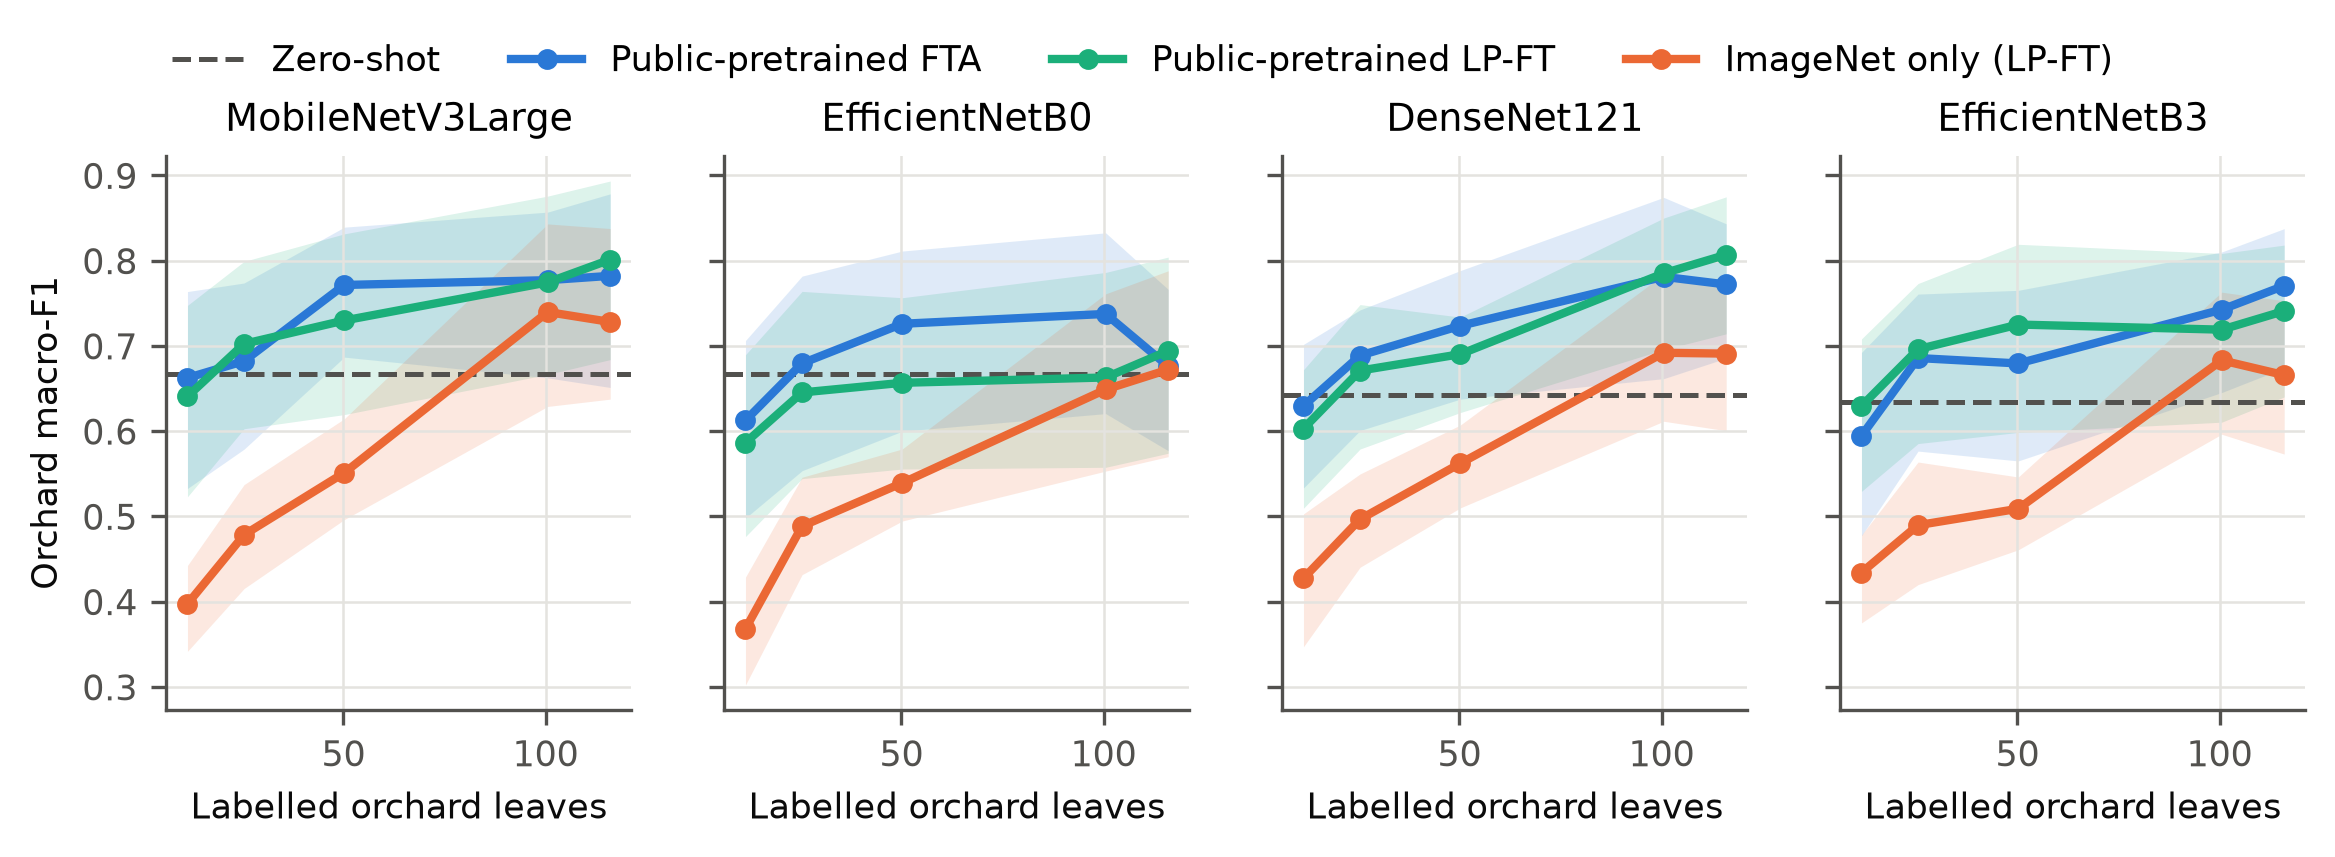 Zero-shot Public-pretrained FTA Public-pretrained LP-FT ImageNet only (LP-FT)
MobileNetV3Large EfficientNetB0 DenseNet121 EfficientNetB3
Orchard macro-F1
0.9
0.8
0.7
0.6
0.5
0.4
0.3
50 100 50 100 50 100 50 100
Labelled orchard leaves Labelled orchard leaves Labelled orchard leaves Labelled orchard leaves